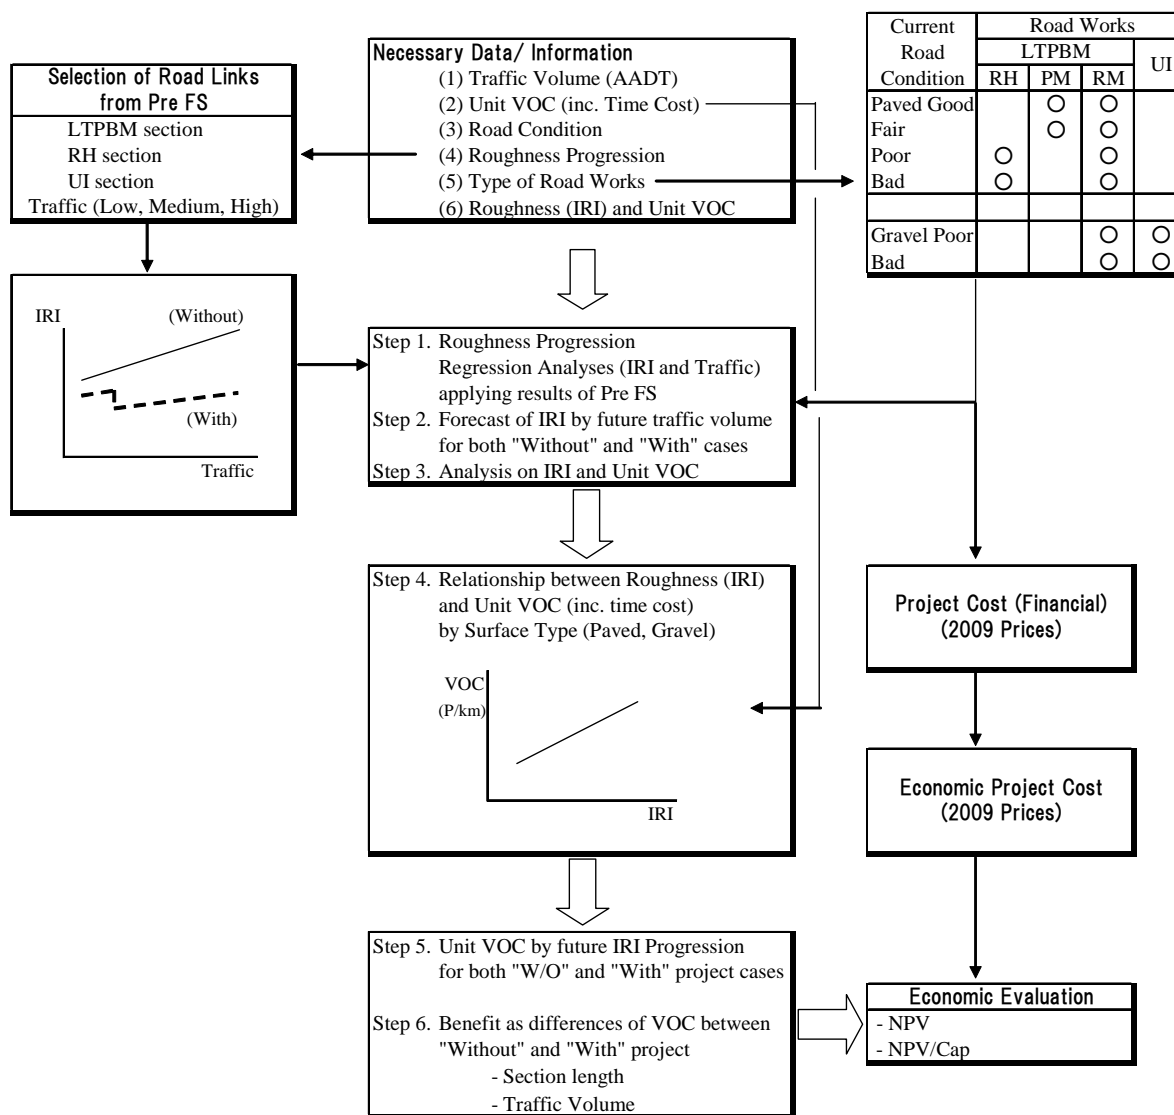 Selection of Road Links
from Pre FS
LTPBM section
RH section
UI section
Traffic (Low, Medium, High)
IRI
(Without)
(With)
Traffic
Necessary Data/ Information
(1) Traffic Volume (AADT)
(2) Unit VOC (inc. Time Cost)
(3) Road Condition
(4) Roughness Progression
(5) Type of Road Works
(6) Roughness (IRI) and Unit VOC
Step 1. Roughness Progression
Regression Analyses (IRI and Traffic)
applying results of Pre FS
Step 2. Forecast of IRI by future traffic volume
for both "Without" and "With" cases
Step 3. Analysis on IRI and Unit VOC
Step 4. Relationship between Roughness (IRI)
and Unit VOC (inc. time cost)
by Surface Type (Paved, Gravel)
VOC
(P/km)
IRI
Step 5. Unit VOC by future IRI Progression
for both "W/O" and "With" project cases
Step 6. Benefit as differences of VOC between
"Without" and "With" project
- Section length
- Traffic Volume
Current Road Works
Road LTPBM UI
Condition RH PM RM
Paved Good ○ ○
Fair ○ ○
Poor ○ ○
Bad ○ ○
Gravel Poor ○ ○
Bad ○ ○
Project Cost (Financial)
(2009 Prices)
Economic Project Cost
(2009 Prices)
Economic Evaluation
- NPV
- NPV/Cap